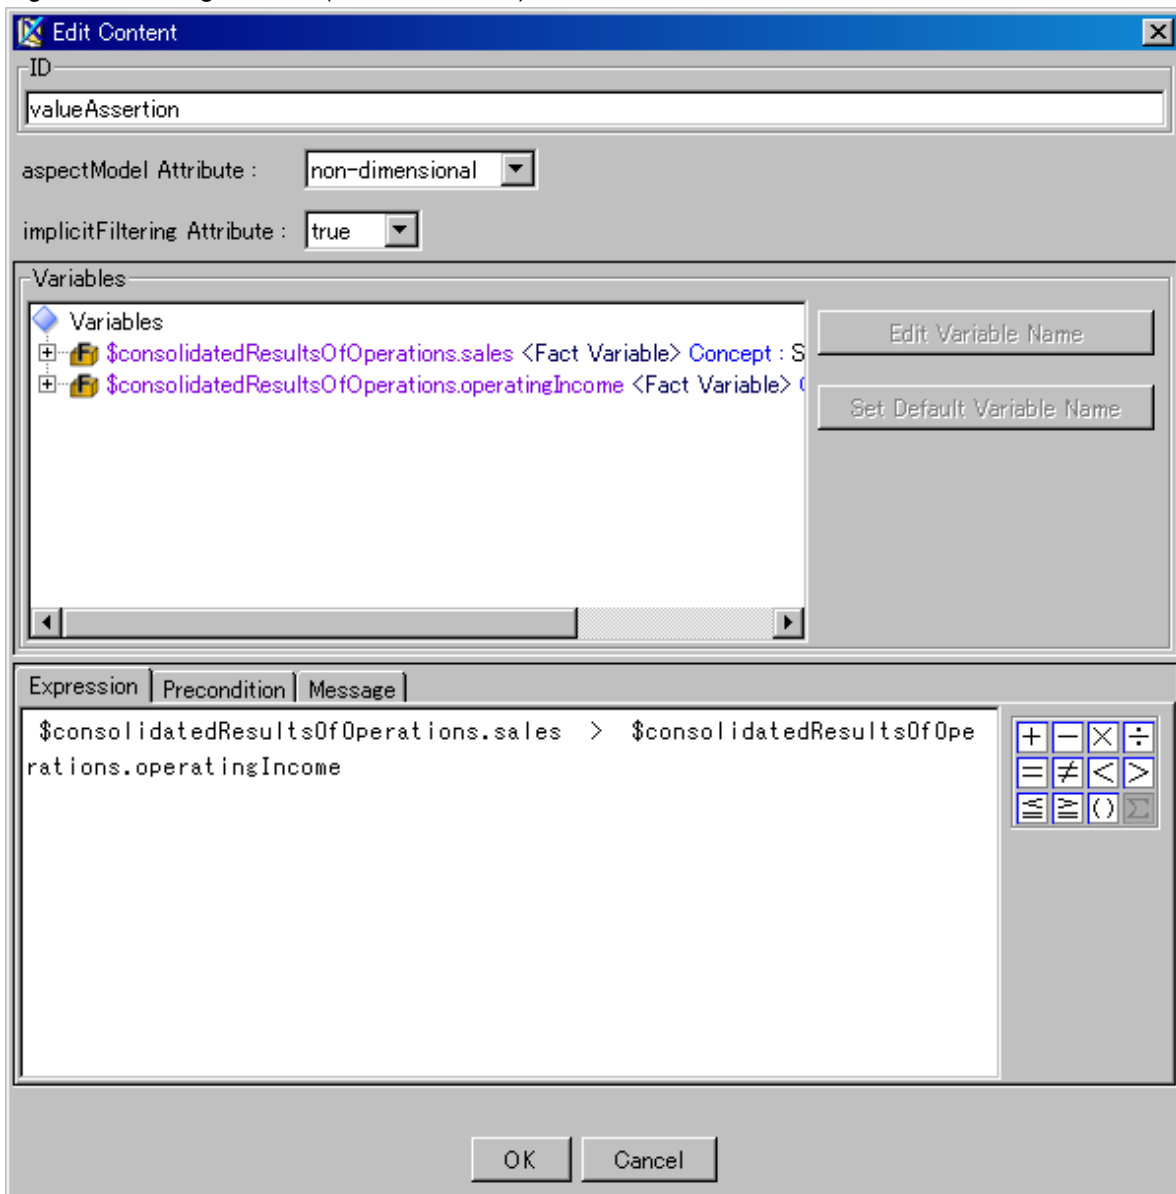 Edit Content
ID
valueAssertion
aspectModel Attribute : non-dimensional
implicitFiltering Attribute : true
Variables
Variables
$consolidatedResultsOfOperations.sales <Fact Variable> Concept : S
$consolidatedResultsOfOperations.operatingIncome <Fact Variable>
Edit Variable Name
Set Default Variable Name
Expression Precondition Message
$consolidatedResultsOfOperations.sales > $consolidatedResultsOfOpe
rations.operatingIncome
+ − × ÷
= ≠ < >
≦ ≧ () Σ
OK Cancel